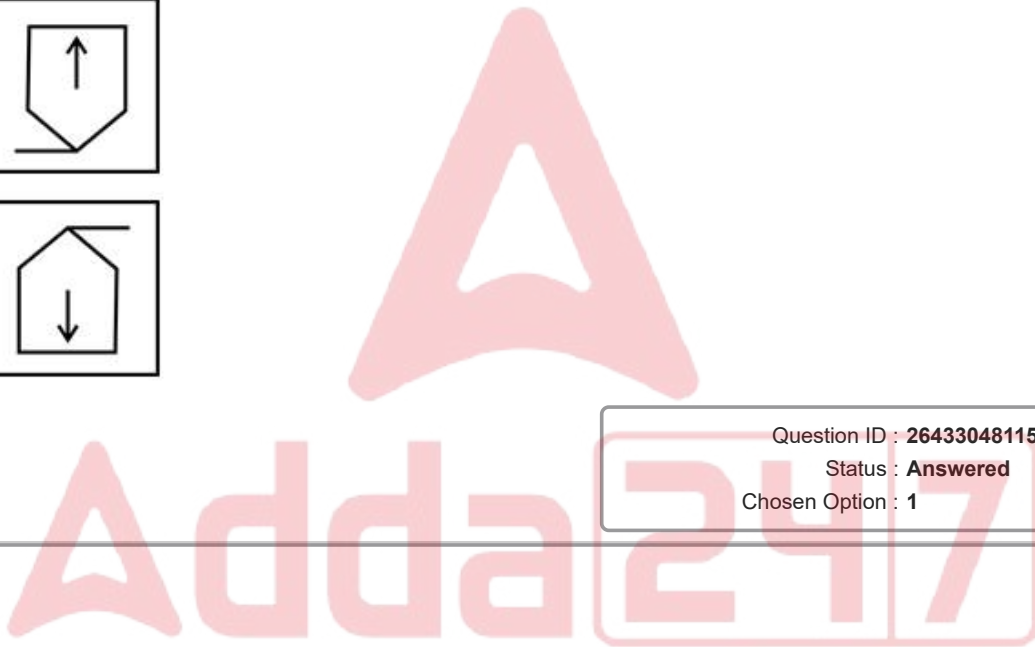 Question ID : 26433048115
Status : Answered
Chosen Option : 1
Adda247